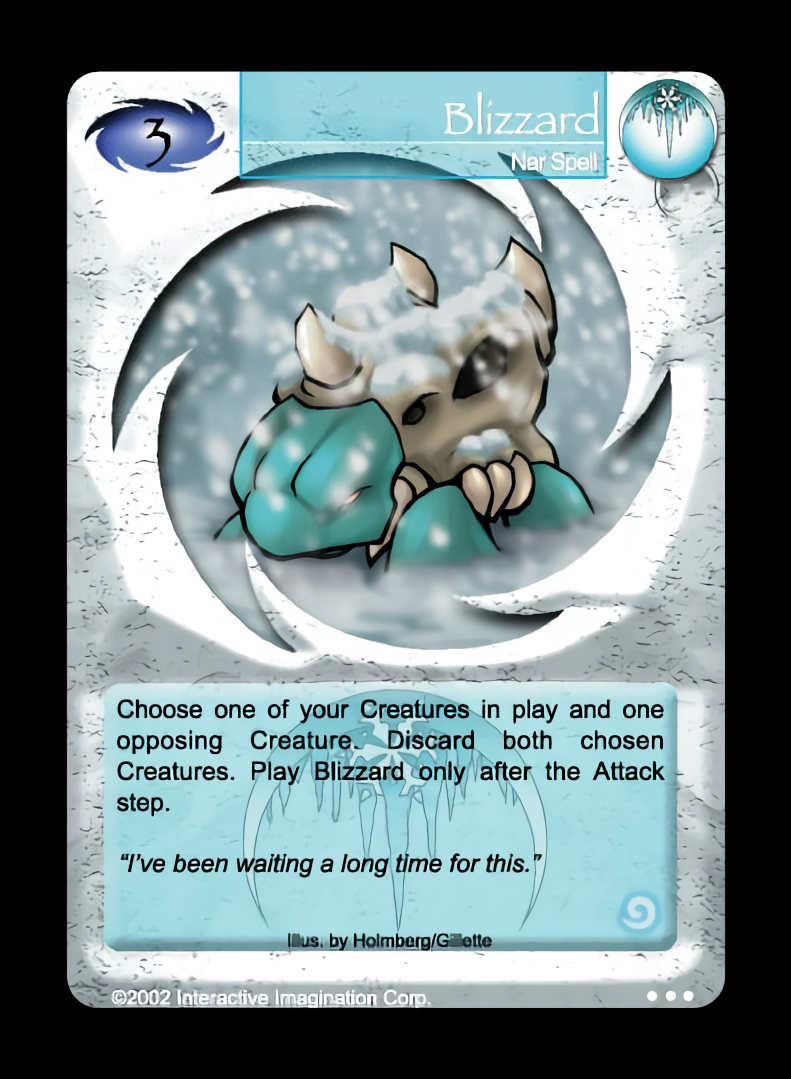 3
Blizzard
Nar Spell
Choose one of your Creatures in play and one
opposing Creature. Discard both chosen
Creatures. Play Blizzard only after the Attack
step.
“I’ve been waiting a long time for this.”
Illus. by Holmberg/Gillette
©2002 Interactive Imagination Corp.